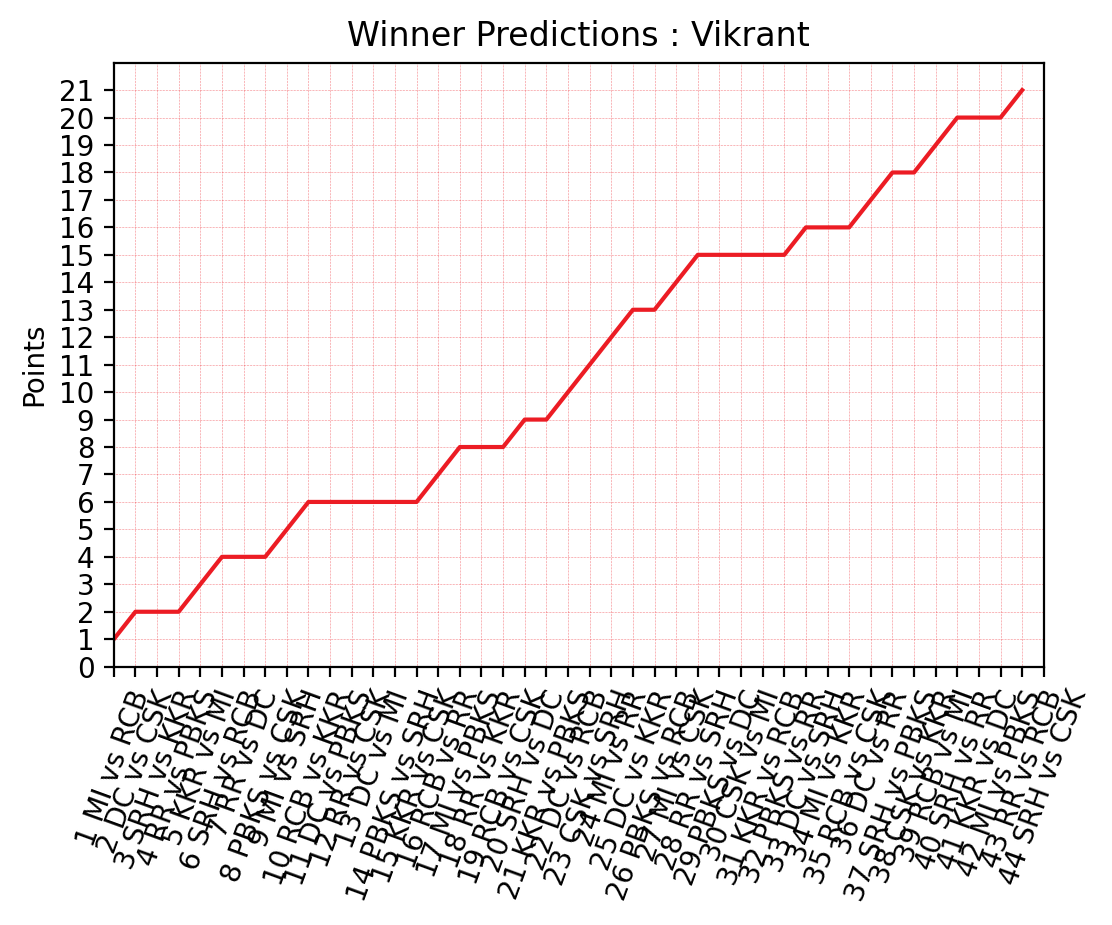 Winner Predictions : Vikrant
Points
21
20
19
18
17
16
15
14
13
12
11
10
9
8
7
6
5
4
3
2
1
0
1 MI vs RCB
2 DC vs CSK
3 SRH vs KKR
4 RR vs PBKS
5 KKR vs MI
6 SRH vs RCB
7 RR vs DC
8 PBKS vs CSK
9 MI vs SRH
10 RCB vs KKR
11 DC vs PBKS
12 RR vs CSK
13 DC vs MI
14 PBKS vs SRH
15 KKR vs CSK
16 RCB vs RR
17 MI vs PBKS
18 RR vs KKR
19 RCB vs CSK
20 SRH vs DC
21 KKR vs PBKS
22 DC vs RCB
23 CSK vs SRH
24 MI vs RR
25 DC vs KKR
26 PBKS vs RCB
27 MI vs CSK
28 RR vs SRH
29 PBKS vs DC
30 CSK vs MI
31 KKR vs RCB
32 PBKS vs RR
33 DC vs SRH
34 MI vs KKR
35 RCB vs CSK
36 DC vs RR
37 SRH vs PBKS
38 CSK vs KKR
39 RCB vs MI
40 SRH vs RR
41 KKR vs DC
42 MI vs PBKS
43 RR vs RCB
44 SRH vs CSK